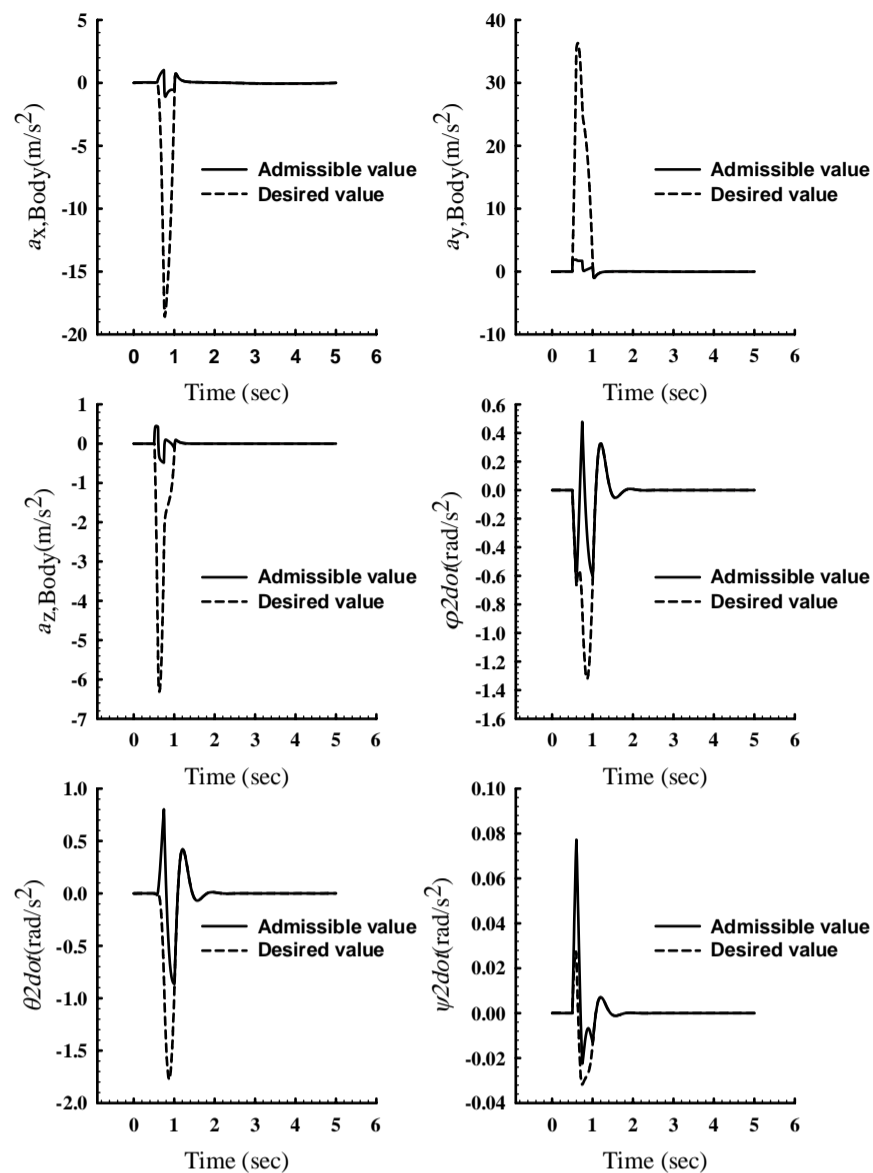 5
0
-5
-10
-15
-20
a_x,Body(m/s²)
Admissible value
Desired value
0 1 2 3 4 5 6
Time (sec)
40
30
20
10
0
-10
a_y,Body(m/s²)
Admissible value
Desired value
0 1 2 3 4 5 6
Time (sec)
1
0
-1
-2
-3
-4
-5
-6
-7
a_z,Body(m/s²)
Admissible value
Desired value
0 1 2 3 4 5 6
Time (sec)
0.6
0.4
0.2
0.0
-0.2
-0.4
-0.6
-0.8
-1.0
-1.2
-1.4
-1.6
φ2dot(rad/s²)
Admissible value
Desired value
0 1 2 3 4 5 6
Time (sec)
1.0
0.5
0.0
-0.5
-1.0
-1.5
-2.0
θ2dot(rad/s²)
Admissible value
Desired value
0 1 2 3 4 5 6
Time (sec)
0.10
0.08
0.06
0.04
0.02
0.00
-0.02
-0.04
ψ2dot(rad/s²)
Admissible value
Desired value
0 1 2 3 4 5 6
Time (sec)